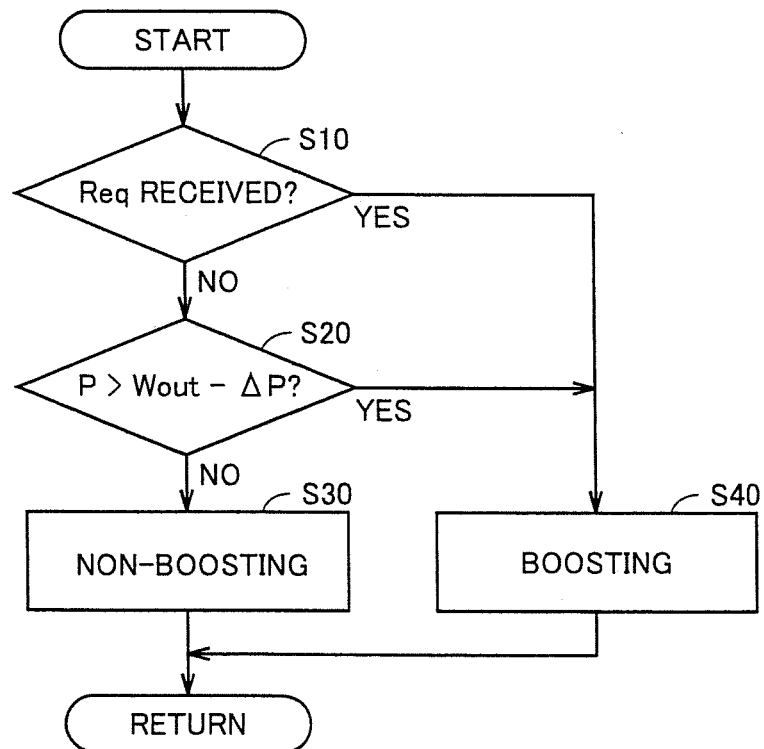 START
S10
Req RECEIVED?
YES
NO
S20
P > Wout - ΔP?
YES
NO
S30
NON-BOOSTING
S40
BOOSTING
RETURN